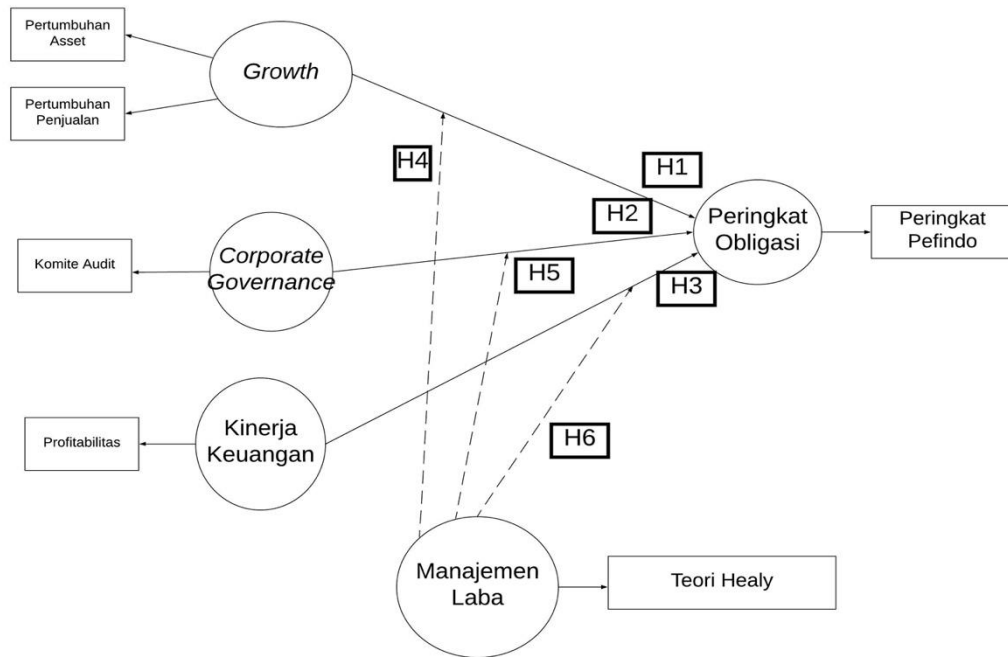 Pertumbuhan
Asset
Growth
Pertumbuhan
Penjualan
H4
H1
H2
Peringkat
Obligasi
Peringkat
Pefindo
Komite Audit
Corporate
Governance
H5
H3
Profitabilitas
Kinerja
Keuangan
H6
Manajemen
Laba
Teori Healy